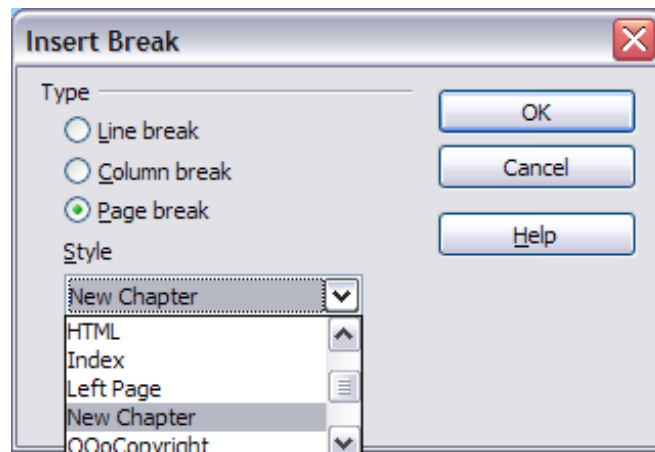 Insert Break
Type
Line break
Column break
Page break
Style
New Chapter
HTML
Index
Left Page
New Chapter
OOoCopyright
OK
Cancel
Help